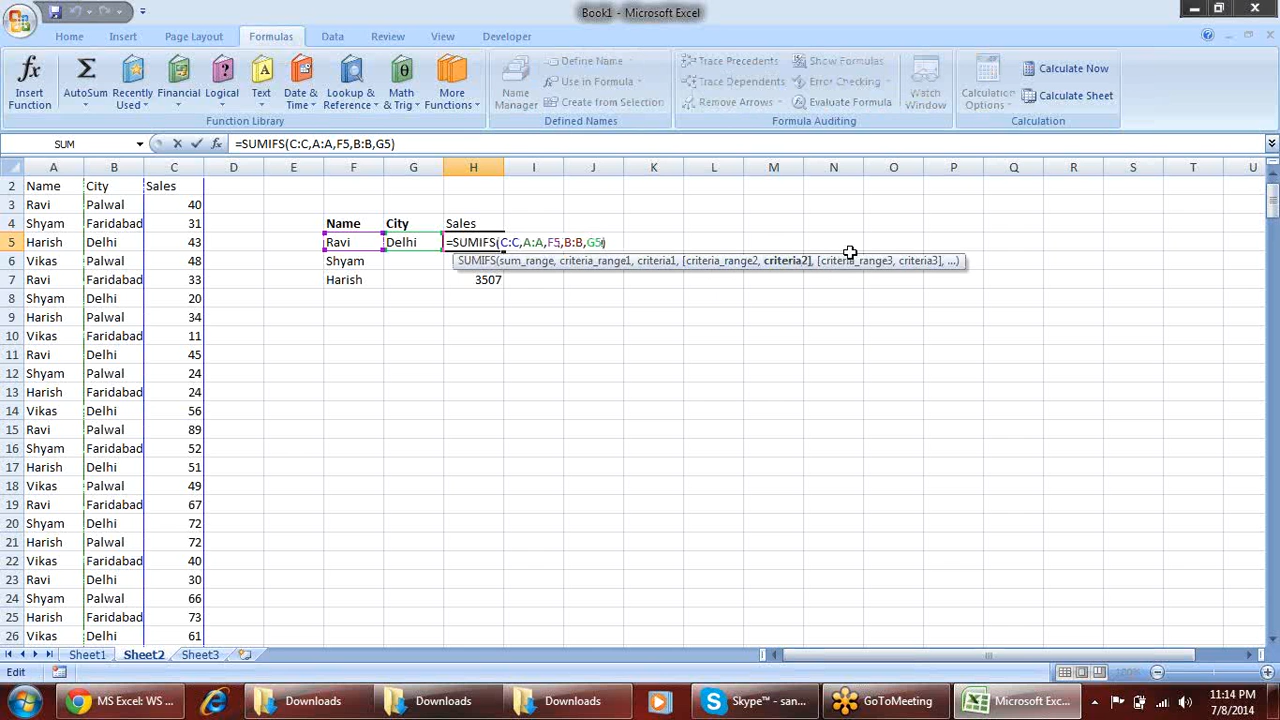 Book1 - Microsoft Excel
Home Insert Page Layout Formulas Data Review View Developer
fx Insert Function
Σ AutoSum
Recently Used
Financial
Logical
Text
Date & Time
Lookup & Reference
Math & Trig
More Functions
Function Library
Name Manager
Define Name
Use in Formula
Create from Selection
Defined Names
Trace Precedents
Trace Dependents
Remove Arrows
Show Formulas
Error Checking
Evaluate Formula
Formula Auditing
Watch Window
Calculation Options
Calculate Now
Calculate Sheet
Calculation
SUM fx =SUMIFS(C:C,A:A,F5,B:B,G5)
A B C D E F G H I J K L M N O P Q R S T U
2 Name City Sales
3 Ravi Palwal 40
4 Shyam Faridabad 31 Name City Sales
5 Harish Delhi 43 Ravi Delhi =SUMIFS(C:C,A:A,F5,B:B,G5)
6 Vikas Palwal 48 Shyam SUMIFS(sum_range, criteria_range1, criteria1, [criteria_range2, criteria2], [criteria_range3, criteria3], ...)
7 Ravi Faridabad 33 Harish 3507
8 Shyam Delhi 20
9 Harish Palwal 34
10 Vikas Faridabad 11
11 Ravi Delhi 45
12 Shyam Palwal 24
13 Harish Faridabad 24
14 Vikas Delhi 56
15 Ravi Palwal 89
16 Shyam Faridabad 52
17 Harish Delhi 51
18 Vikas Palwal 49
19 Ravi Faridabad 67
20 Shyam Delhi 72
21 Harish Palwal 72
22 Vikas Faridabad 40
23 Ravi Delhi 30
24 Shyam Palwal 66
25 Harish Faridabad 73
26 Vikas Delhi 61
Sheet1 Sheet2 Sheet3
Edit 100%
MS Excel: WS ... Downloads Downloads Downloads Skype™ - san... GoToMeeting Microsoft Exc...
11:14 PM
7/8/2014